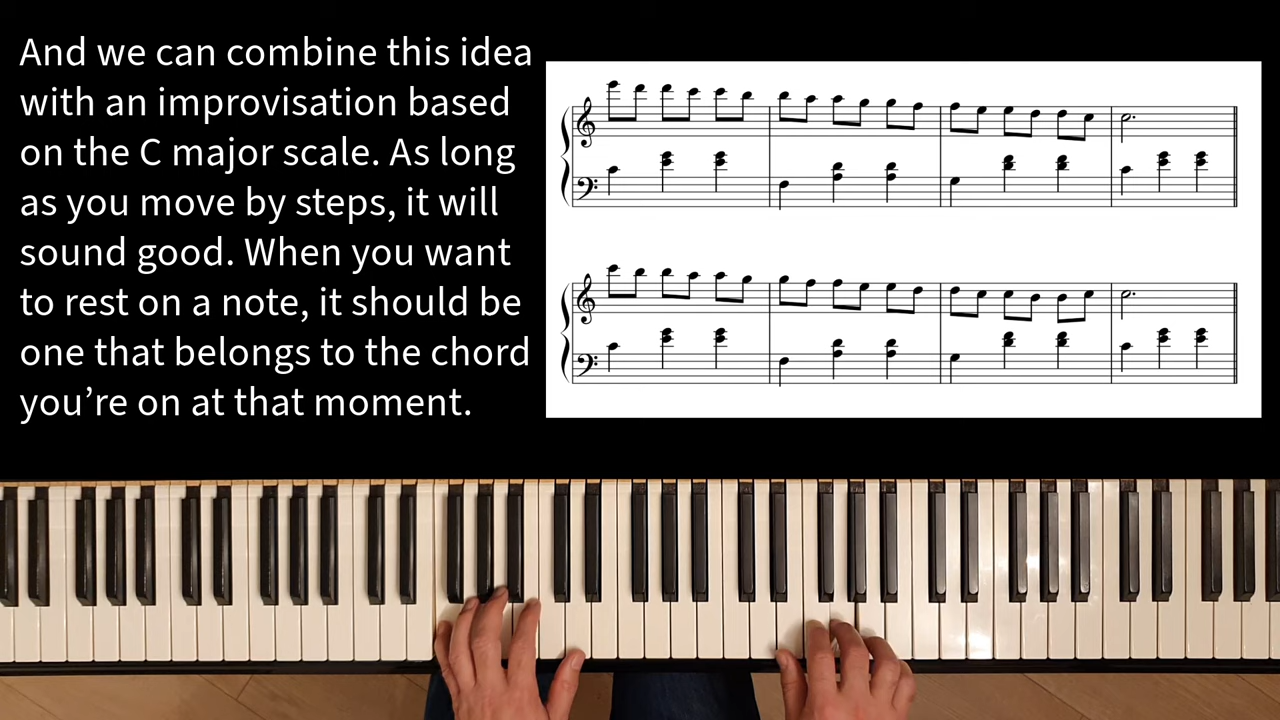 And we can combine this idea
with an improvisation based
on the C major scale. As long
as you move by steps, it will
sound good. When you want
to rest on a note, it should be
one that belongs to the chord
you’re on at that moment.